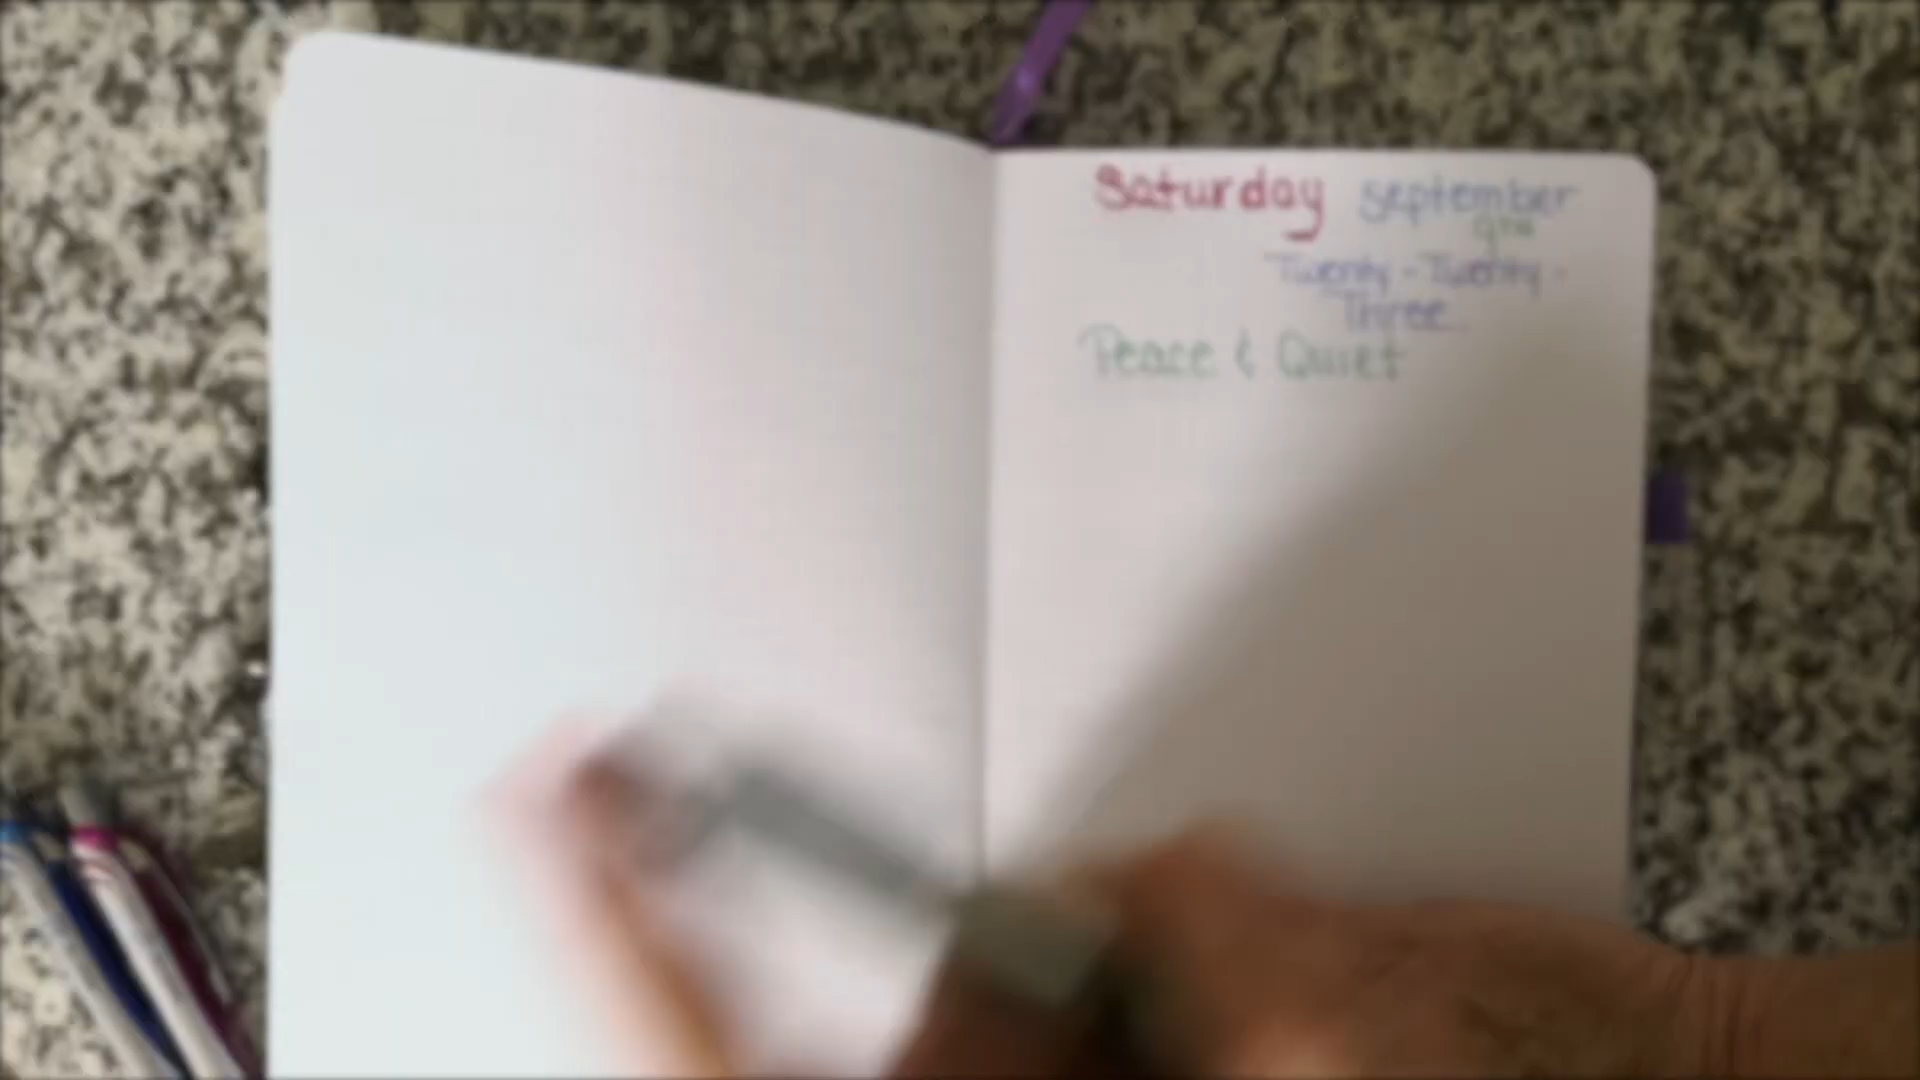 Saturday september
9th
Twenty-Twenty-
Three
Peace & Quiet